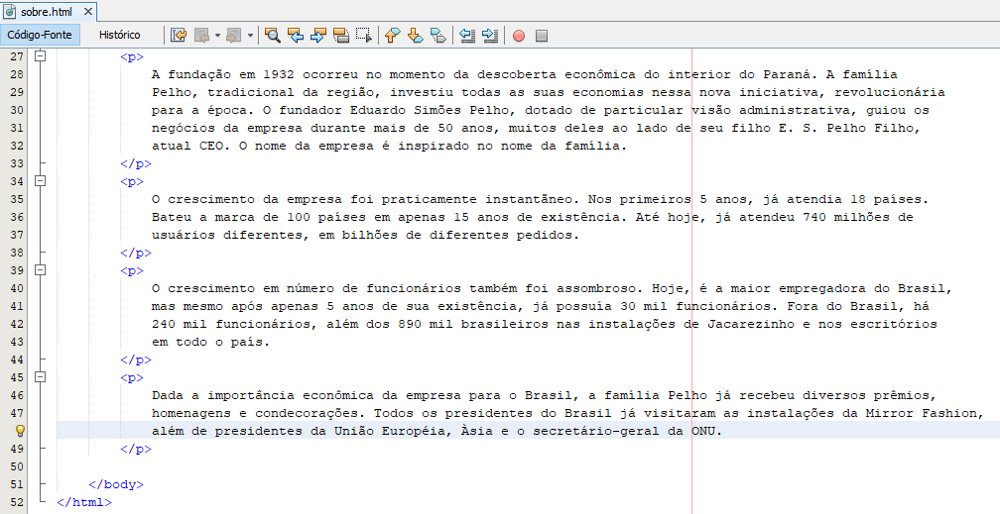 sobre.html
Código-Fonte Histórico
27 <p>
28 A fundação em 1932 ocorreu no momento da descoberta econômica do interior do Paraná. A família
29 Pelho, tradicional da região, investiu todas as suas economias nessa nova iniciativa, revolucionária
30 para a época. O fundador Eduardo Simões Pelho, dotado de particular visão administrativa, guiou os
31 negócios da empresa durante mais de 50 anos, muitos deles ao lado de seu filho E. S. Pelho Filho,
32 atual CEO. O nome da empresa é inspirado no nome da família.
33 </p>
34 <p>
35 O crescimento da empresa foi praticamente instantãneo. Nos primeiros 5 anos, já atendia 18 países.
36 Bateu a marca de 100 países em apenas 15 anos de existência. Até hoje, já atendeu 740 milhões de
37 usuários diferentes, em bilhões de diferentes pedidos.
38 </p>
39 <p>
40 O crescimento em número de funcionários também foi assombroso. Hoje, é a maior empregadora do Brasil,
41 mas mesmo após apenas 5 anos de sua existência, já possuía 30 mil funcionários. Fora do Brasil, há
42 240 mil funcionários, além dos 890 mil brasileiros nas instalações de Jacarezinho e nos escritórios
43 em todo o país.
44 </p>
45 <p>
46 Dada a importância econômica da empresa para o Brasil, a família Pelho já recebeu diversos prêmios,
47 homenagens e condecorações. Todos os presidentes do Brasil já visitaram as instalações da Mirror Fashion,
além de presidentes da União Européia, Àsia e o secretário-geral da ONU.
49 </p>
50
51 </body>
52 </html>